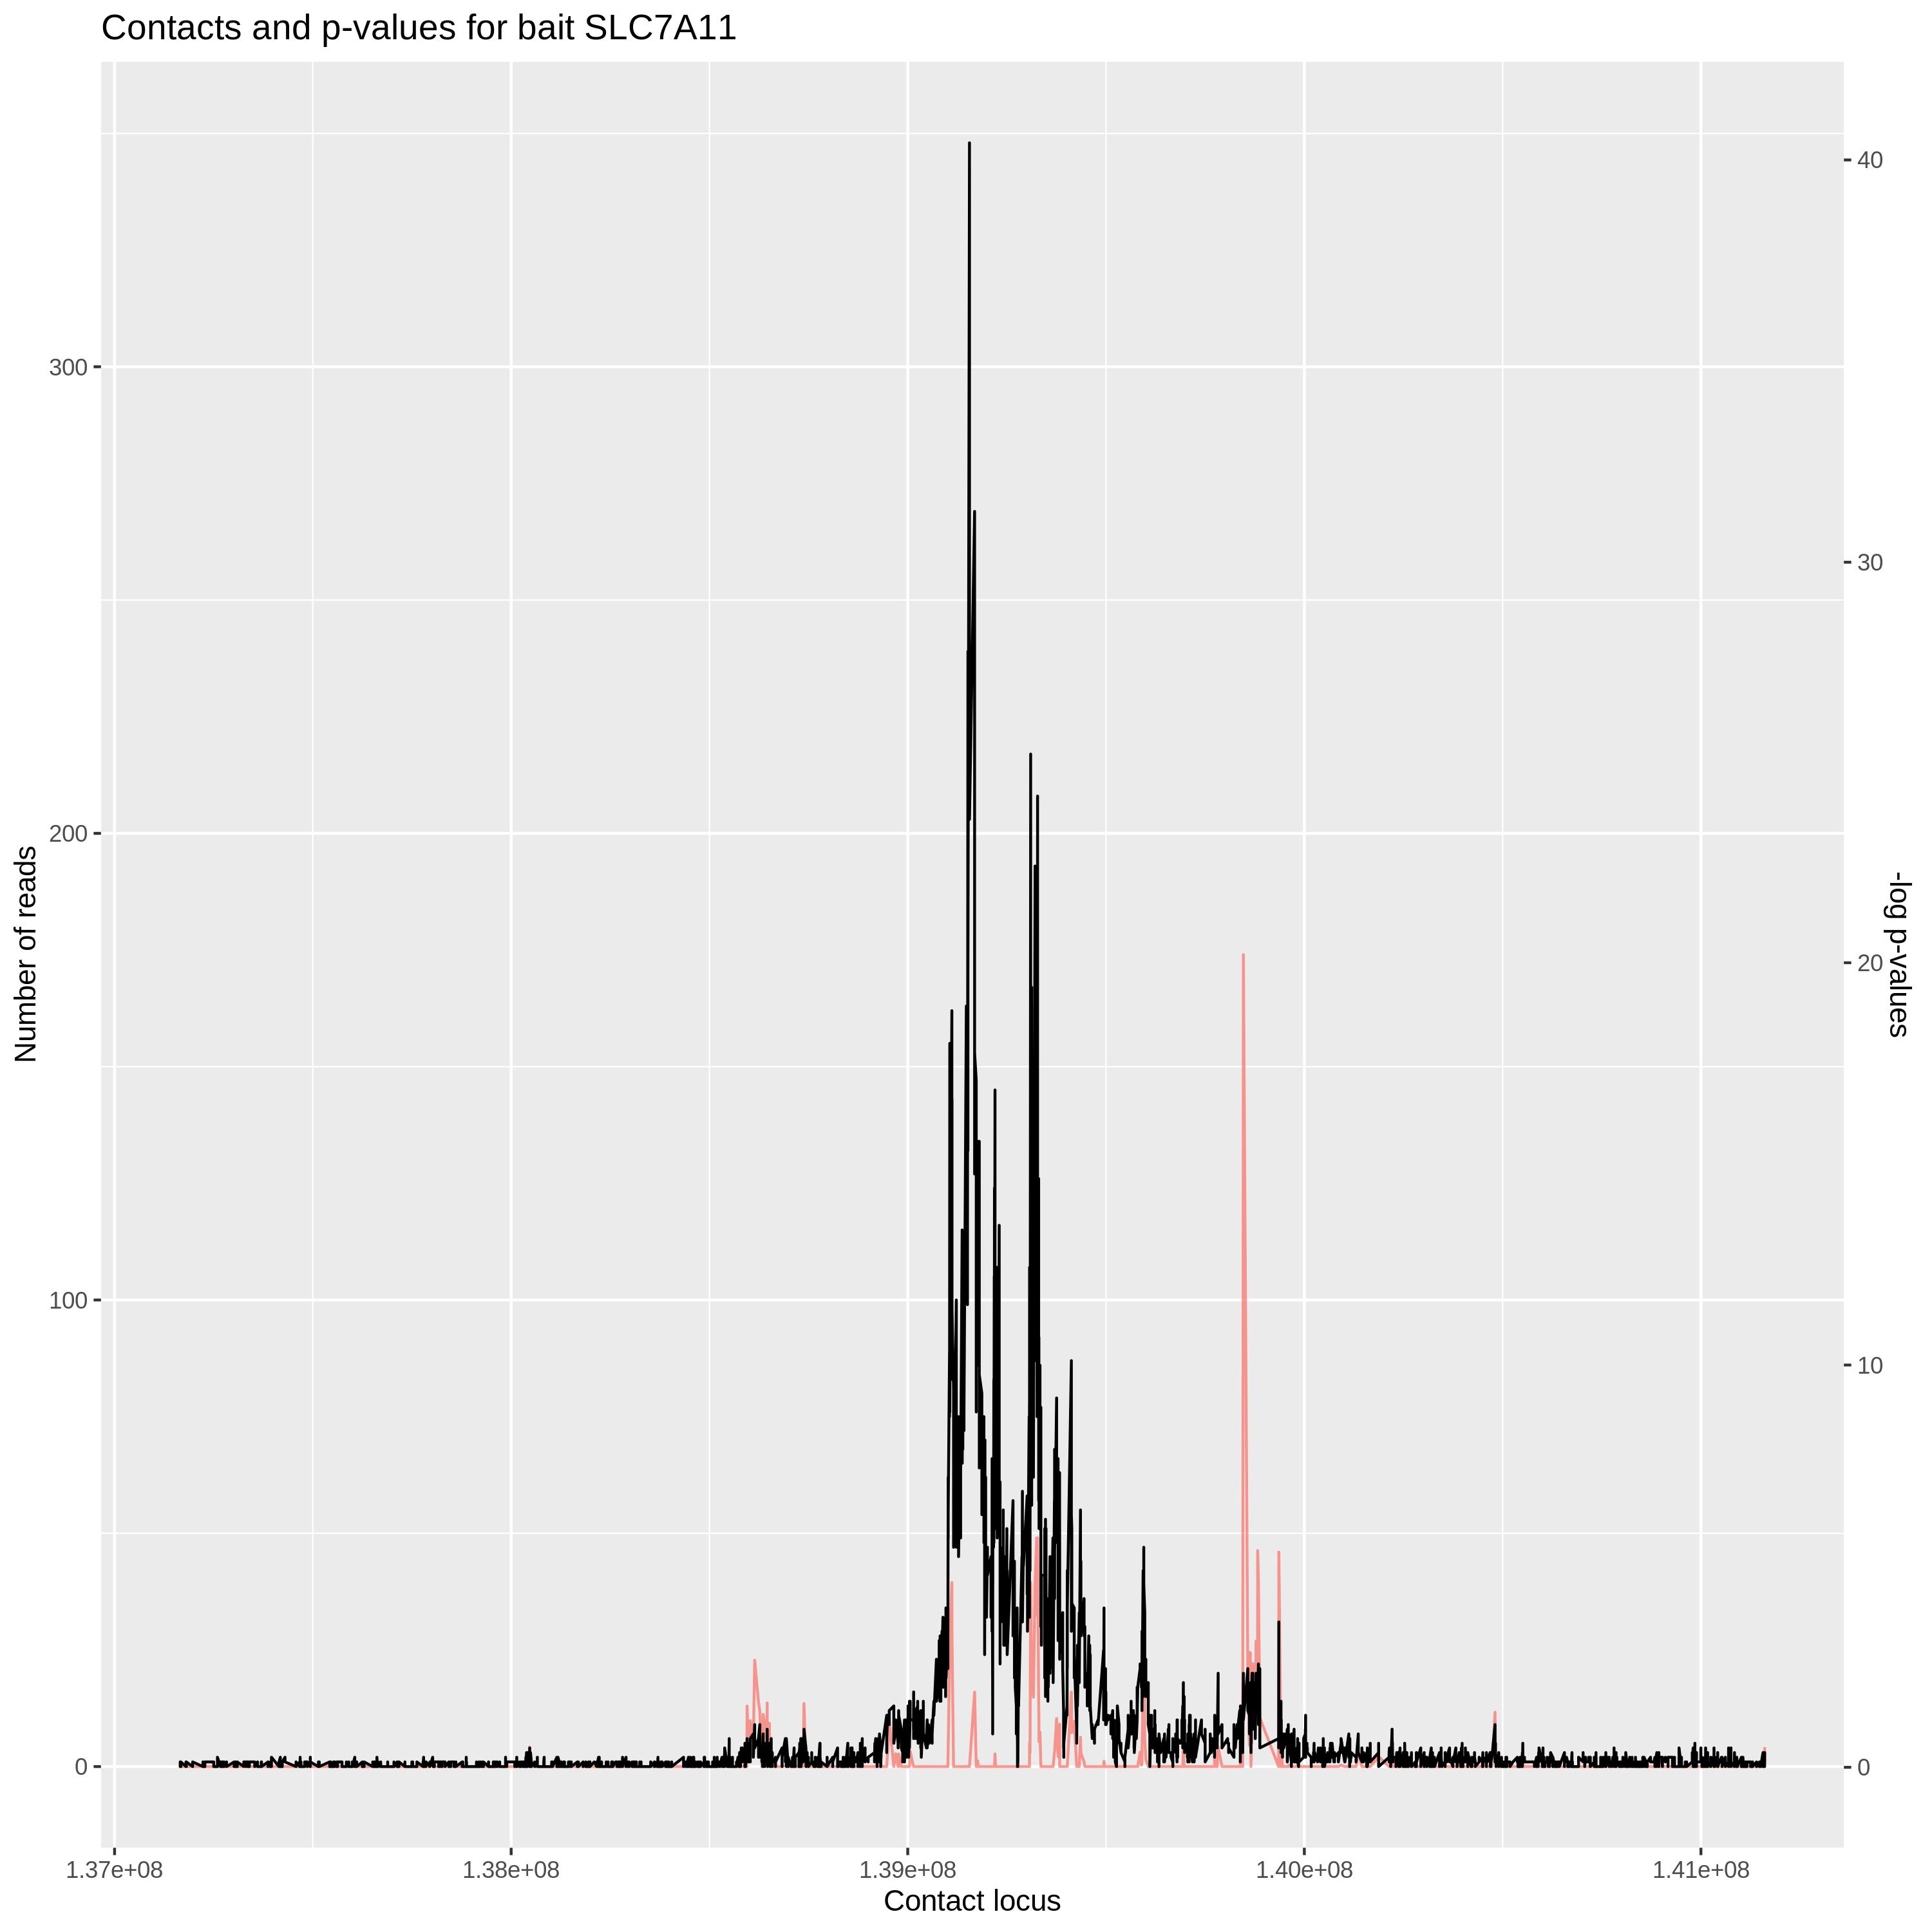 Contacts and p-values for bait SLC7A11
Number of reads
300
200
100
0
40
30
20
10
0
-log p-values
1.37e+08
1.38e+08
1.39e+08
1.40e+08
1.41e+08
Contact locus